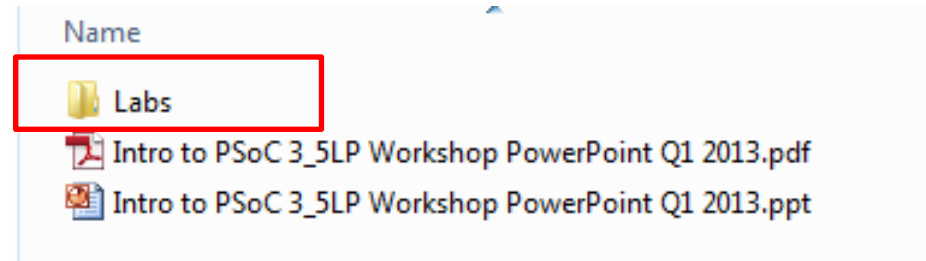 Name
Labs
Intro to PSoC 3_5LP Workshop PowerPoint Q1 2013.pdf
Intro to PSoC 3_5LP Workshop PowerPoint Q1 2013.ppt